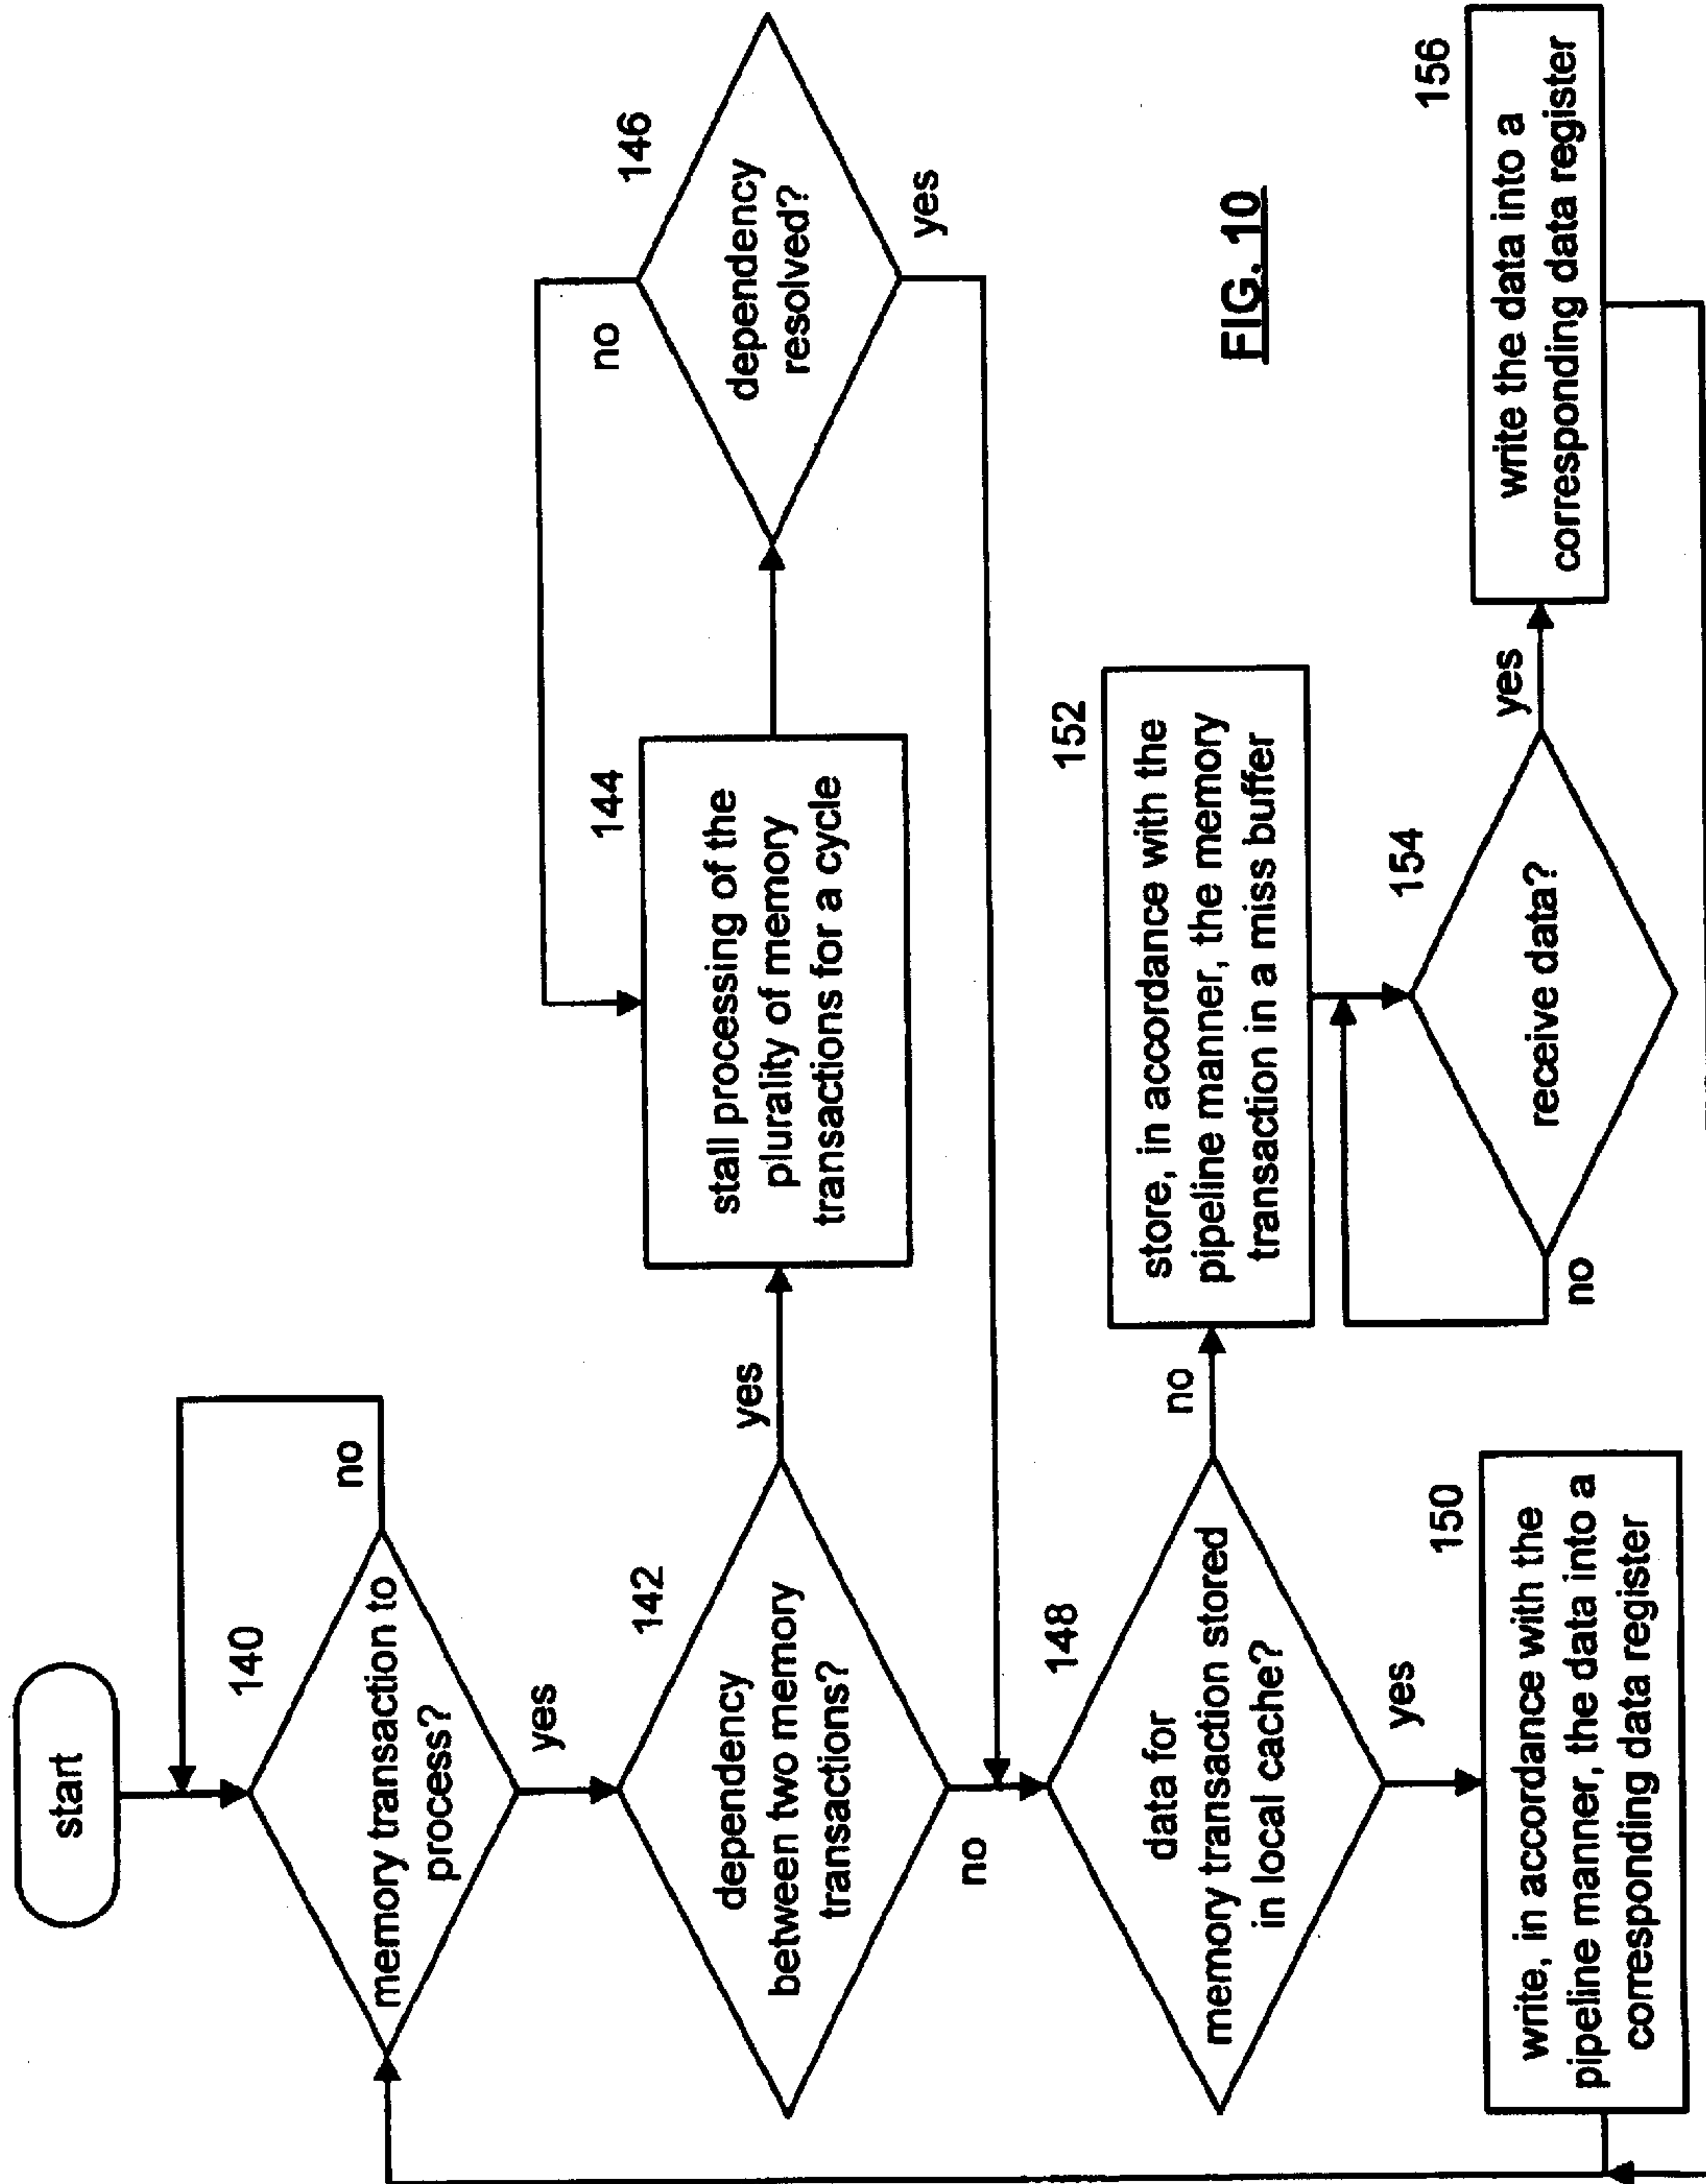 start
140
memory transaction to
process?
no
yes
142
dependency
between two memory
transactions?
yes
no
144
stall processing of the
plurality of memory
transactions for a cycle
146
dependency
resolved?
no
yes
148
data for
memory transaction stored
in local cache?
no
yes
150
write, in accordance with the
pipeline manner, the data into a
corresponding data register
152
store, in accordance with the
pipeline manner, the memory
transaction in a miss buffer
154
receive data?
no
yes
156
write the data into a
corresponding data register
FIG. 10